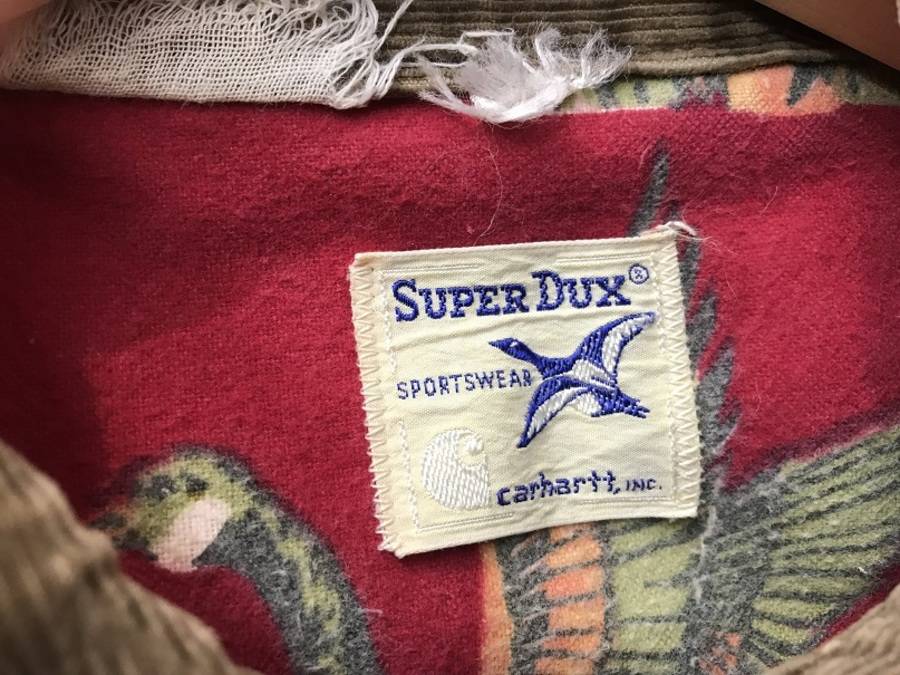 SUPER DUX®
SPORTSWEAR
carhartt, INC.